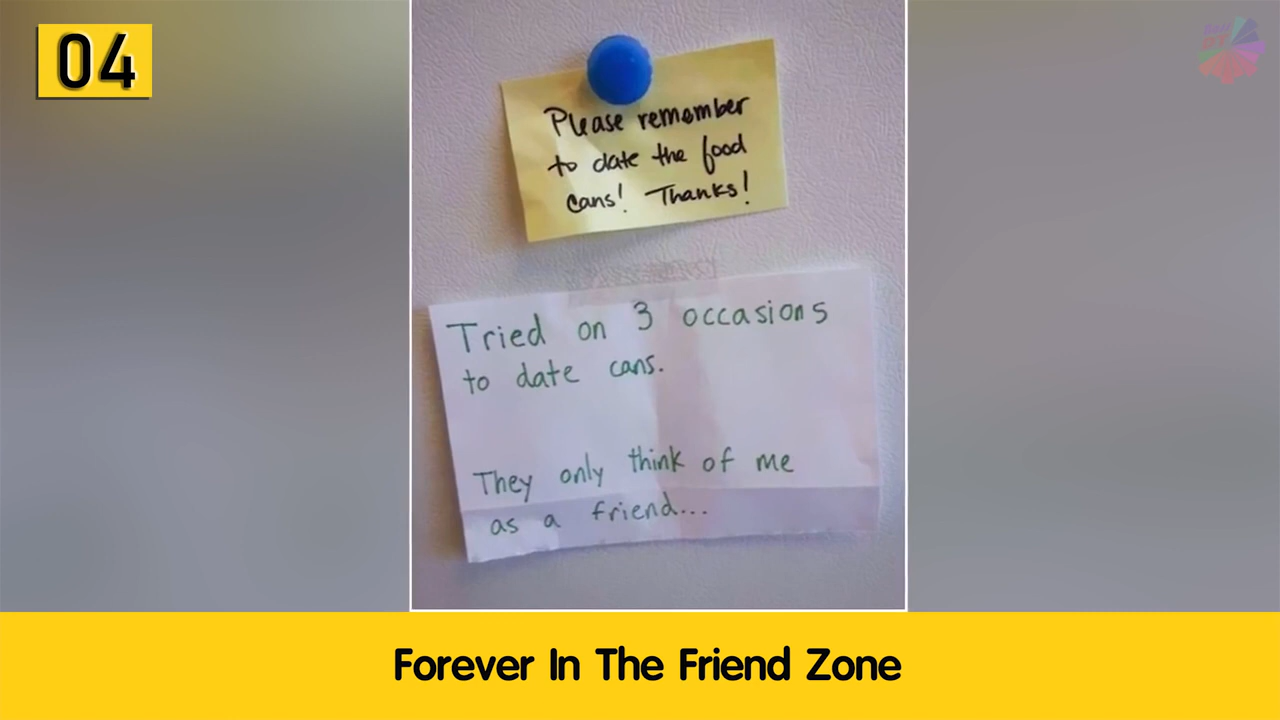 04
Please remember
to date the food
cans! Thanks!
Tried on 3 occasions
to date cans.
They only think of me
as a friend...
Forever In The Friend Zone